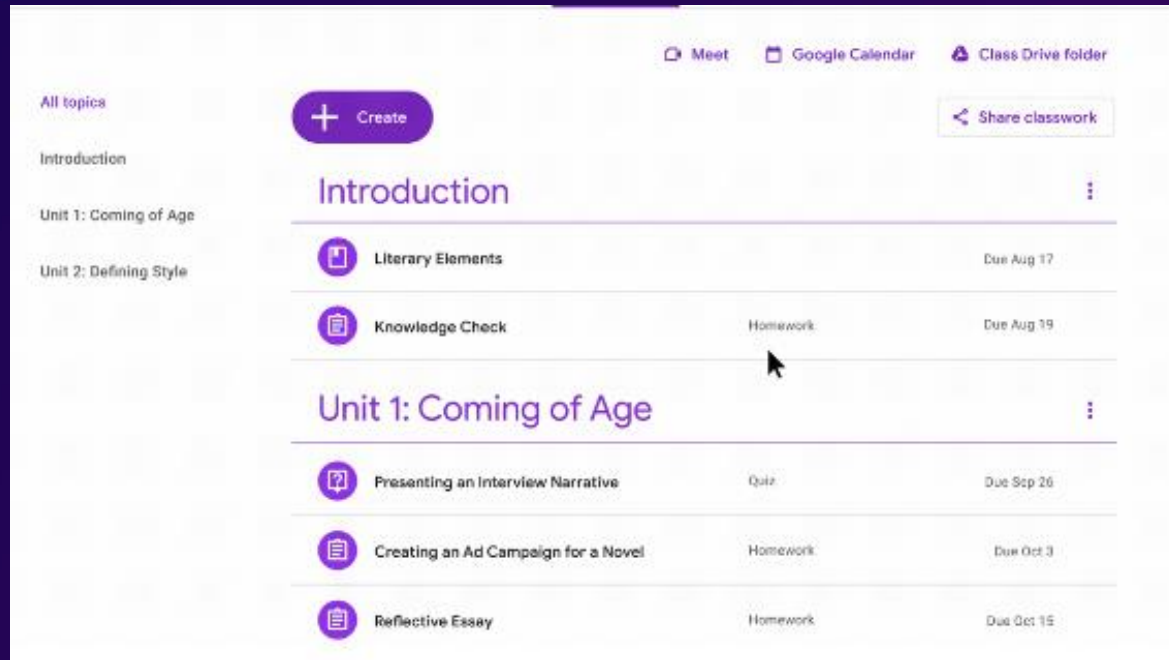 Meet Google Calendar Class Drive folder
All topics
Create
Share classwork
Introduction
Unit 1: Coming of Age
Unit 2: Defining Style
Introduction
Literary Elements Due Aug 17
Knowledge Check Homework Due Aug 19
Unit 1: Coming of Age
Presenting an Interview Narrative Quiz Due Sep 26
Creating an Ad Campaign for a Novel Homework Due Oct 3
Reflective Essay Homework Due Oct 15